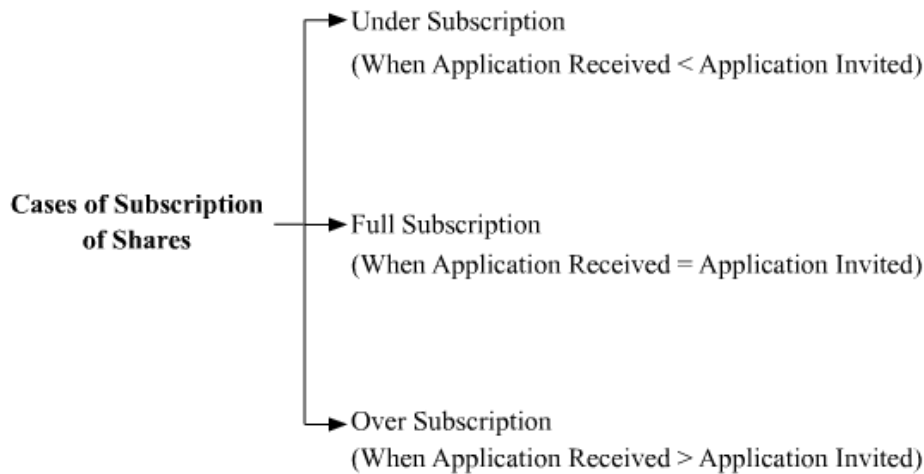 Under Subscription
(When Application Received < Application Invited)
Cases of Subscription
of Shares
Full Subscription
(When Application Received = Application Invited)
Over Subscription
(When Application Received > Application Invited)